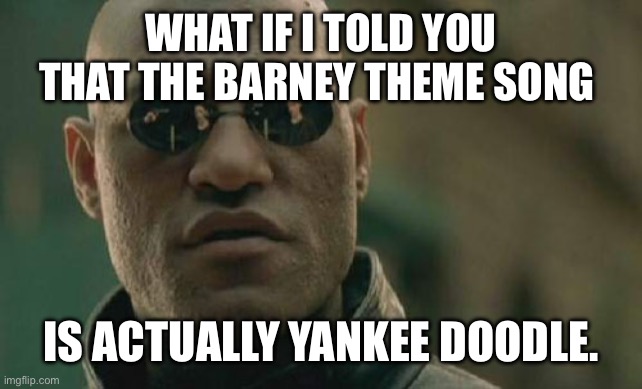 WHAT IF I TOLD YOU
THAT THE BARNEY THEME SONG
IS ACTUALLY YANKEE DOODLE.
imgflip.com